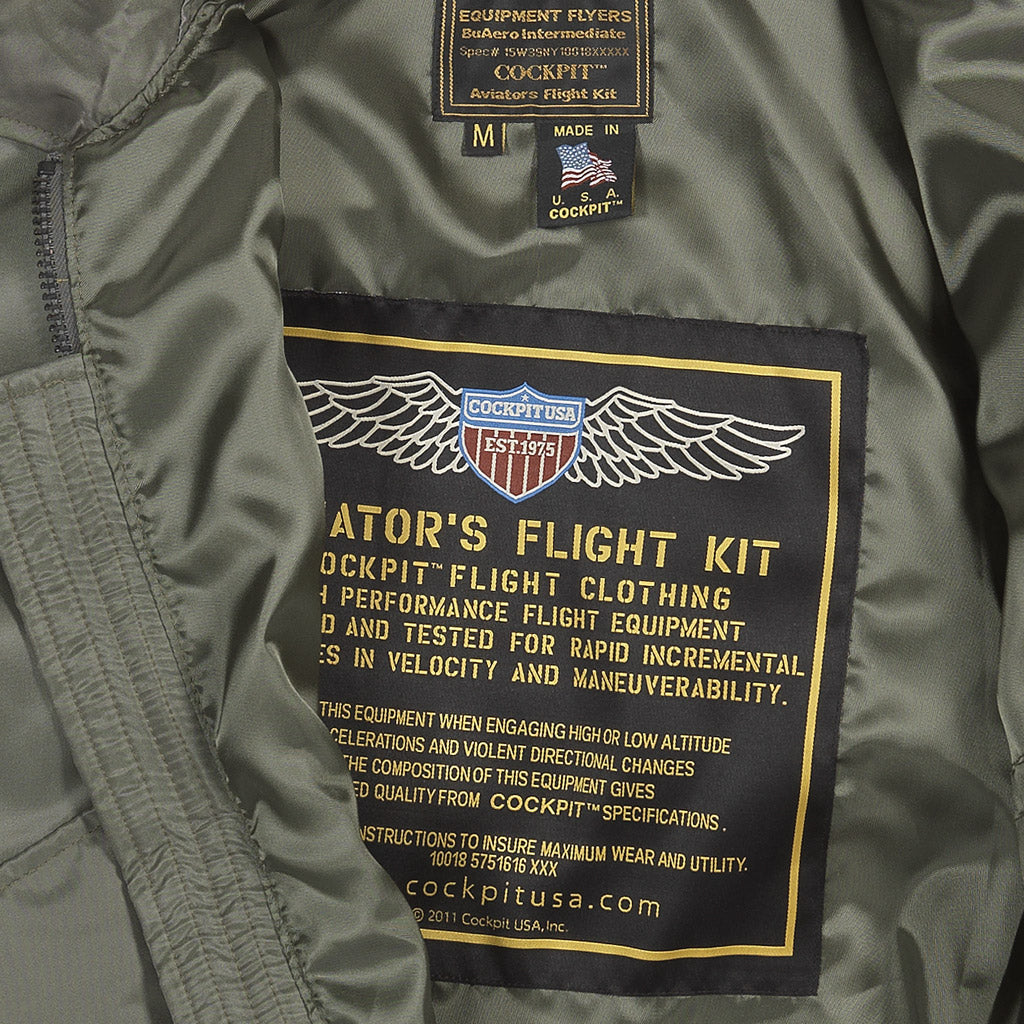 EQUIPMENT FLYERS
BuAero Intermediate
Spec# 15W39NY10018XXXXX
COCKPIT™
Aviators Flight Kit
M
MADE IN
U. S. A.
COCKPIT™
COCKPIT USA
EST.1975
ATOR'S FLIGHT KIT
OCKPIT™ FLIGHT CLOTHING
H PERFORMANCE FLIGHT EQUIPMENT
D AND TESTED FOR RAPID INCREMENTAL
ES IN VELOCITY AND MANEUVERABILITY.
THIS EQUIPMENT WHEN ENGAGING HIGH OR LOW ALTITUDE
CELERATIONS AND VIOLENT DIRECTIONAL CHANGES
THE COMPOSITION OF THIS EQUIPMENT GIVES
ED QUALITY FROM COCKPIT™ SPECIFICATIONS.
NSTRUCTIONS TO INSURE MAXIMUM WEAR AND UTILITY.
10018 5751616 XXX
cockpitusa.com
© 2011 Cockpit USA, Inc.